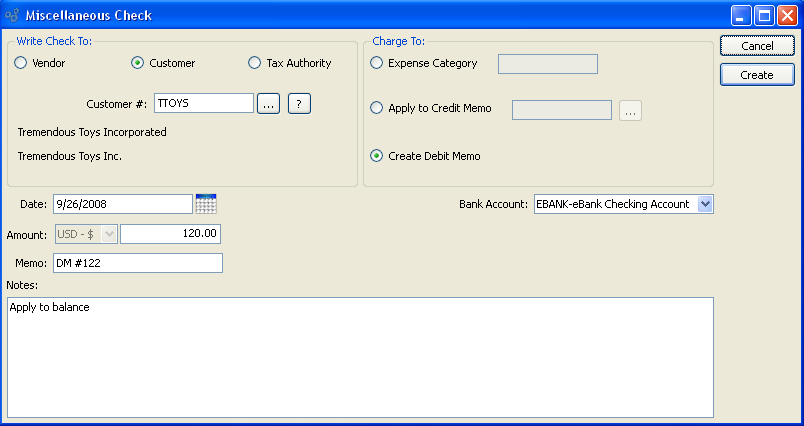 Miscellaneous Check
Write Check To:
Vendor Customer Tax Authority
Customer #: TTOYS ... ?
Tremendous Toys Incorporated
Tremendous Toys Inc.
Charge To:
Expense Category
Apply to Credit Memo ...
Create Debit Memo
Cancel
Create
Date: 9/26/2008
Bank Account: EBANK-eBank Checking Account
Amount: USD - $ 120.00
Memo: DM #122
Notes:
Apply to balance